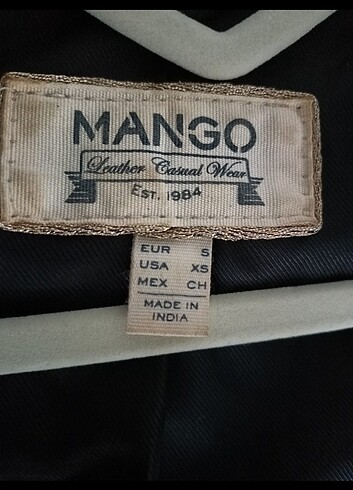 MANGO
Leather Casual Wear
EST. 1984
EUR S
USA XS
MEX CH
MADE IN
INDIA